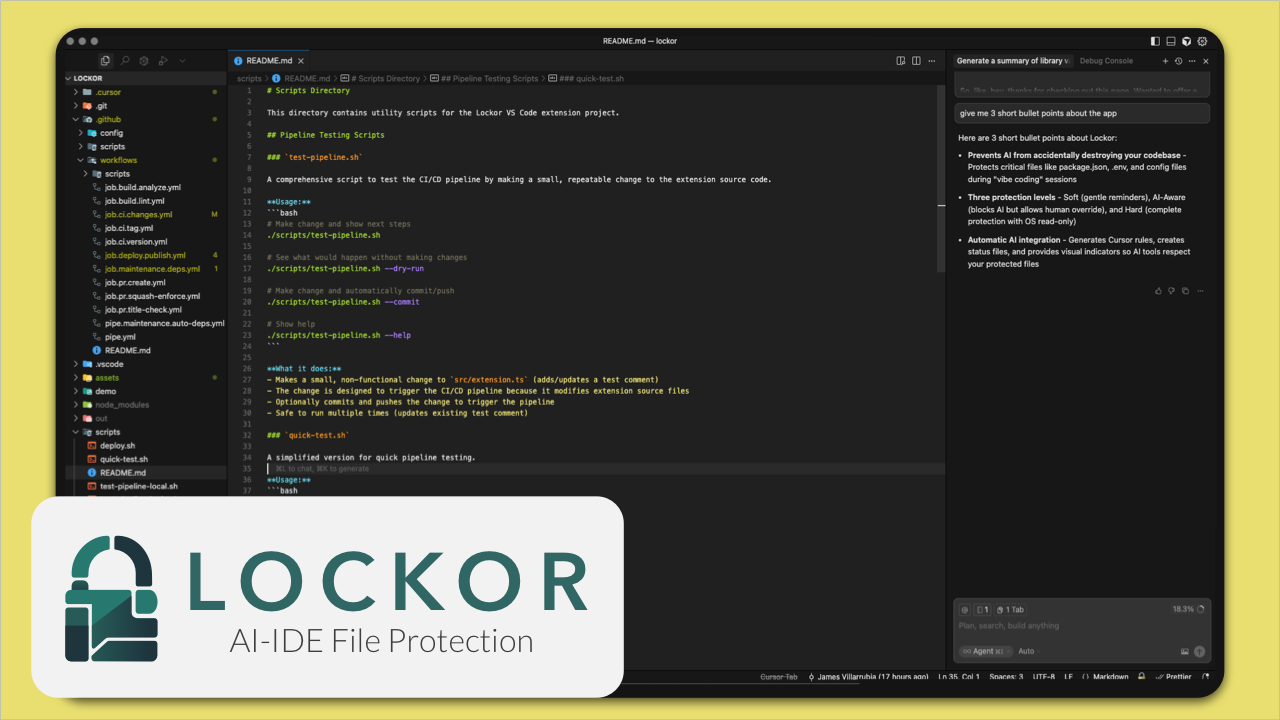 README.md — lockor
LOCKOR
.cursor
.git
.github
config
scripts
workflows
scripts
job.build.analyze.yml
job.build.lint.yml
job.ci.changes.yml M
job.ci.tag.yml
job.ci.version.yml
job.deploy.publish.yml 4
job.maintenance.deps.yml 1
job.pr.create.yml
job.pr.squash-enforce.yml
job.pr.title-check.yml
pipe.maintenance.auto-deps.yml
pipe.yml
README.md
.vscode
assets
demo
node_modules
out
scripts
deploy.sh
quick-test.sh
README.md
test-pipeline-local.sh
README.md
scripts > README.md > # Scripts Directory > ## Pipeline Testing Scripts > ### quick-test.sh
1 # Scripts Directory
2
3 This directory contains utility scripts for the Lockor VS Code extension project.
4
5 ## Pipeline Testing Scripts
6
7 ### `test-pipeline.sh`
8
9 A comprehensive script to test the CI/CD pipeline by making a small, repeatable change to the extension source code.
10
11 **Usage:**
12 ```bash
13 # Make change and show next steps
14 ./scripts/test-pipeline.sh
15
16 # See what would happen without making changes
17 ./scripts/test-pipeline.sh --dry-run
18
19 # Make change and automatically commit/push
20 ./scripts/test-pipeline.sh --commit
21
22 # Show help
23 ./scripts/test-pipeline.sh --help
24 ```
25
26 **What it does:**
27 - Makes a small, non-functional change to `src/extension.ts` (adds/updates a test comment)
28 - The change is designed to trigger the CI/CD pipeline because it modifies extension source files
29 - Optionally commits and pushes the change to trigger the pipeline
30 - Safe to run multiple times (updates existing test comment)
31
32 ### `quick-test.sh`
33
34 A simplified version for quick pipeline testing.
35 ⌘L to chat, ⌘K to generate
36 **Usage:**
37 ```bash
Generate a summary of library v
Debug Console
So, like, hey, thanks for checking out this page. Wanted to offer a
give me 3 short bullet points about the app
Here are 3 short bullet points about Lockor:
• Prevents AI from accidentally destroying your codebase -
Protects critical files like package.json, .env, and config files
during "vibe coding" sessions
• Three protection levels - Soft (gentle reminders), AI-Aware
(blocks AI but allows human override), and Hard (complete
protection with OS read-only)
• Automatic AI integration - Generates Cursor rules, creates
status files, and provides visual indicators so AI tools respect
your protected files
@ 1 1 Tab 18.3%
Plan, search, build anything
∞ Agent ⌘I Auto
Cursor Tab James Villarrubia (17 hours ago) Ln 35, Col 1 Spaces: 3 UTF-8 LF Markdown Prettier
LOCKOR
AI-IDE File Protection